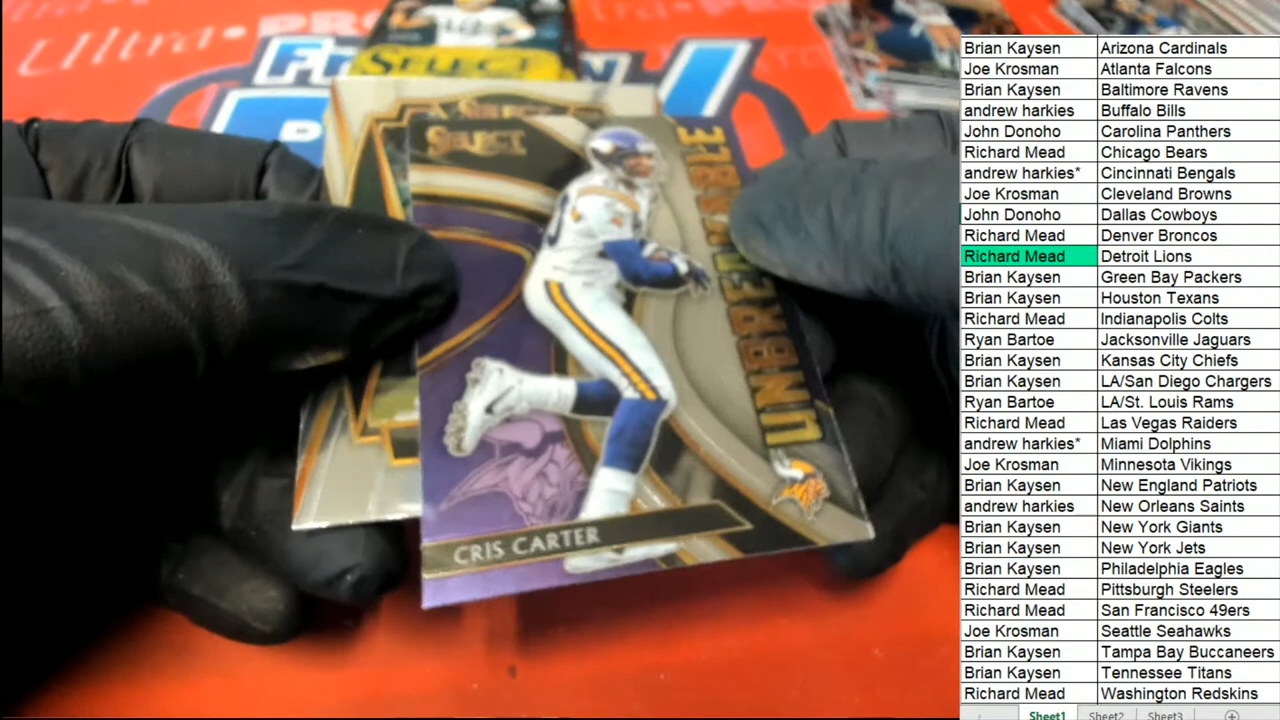 Ultra PRO
SELECT
SELECT
SELECT
UNBREAKABLE
CRIS CARTER
Brian Kaysen Arizona Cardinals
Joe Krosman Atlanta Falcons
Brian Kaysen Baltimore Ravens
andrew harkies Buffalo Bills
John Donoho Carolina Panthers
Richard Mead Chicago Bears
andrew harkies* Cincinnati Bengals
Joe Krosman Cleveland Browns
John Donoho Dallas Cowboys
Richard Mead Denver Broncos
Richard Mead Detroit Lions
Brian Kaysen Green Bay Packers
Brian Kaysen Houston Texans
Richard Mead Indianapolis Colts
Ryan Bartoe Jacksonville Jaguars
Brian Kaysen Kansas City Chiefs
Brian Kaysen LA/San Diego Chargers
Ryan Bartoe LA/St. Louis Rams
Richard Mead Las Vegas Raiders
andrew harkies* Miami Dolphins
Joe Krosman Minnesota Vikings
Brian Kaysen New England Patriots
andrew harkies New Orleans Saints
Brian Kaysen New York Giants
Brian Kaysen New York Jets
Brian Kaysen Philadelphia Eagles
Richard Mead Pittsburgh Steelers
Richard Mead San Francisco 49ers
Joe Krosman Seattle Seahawks
Brian Kaysen Tampa Bay Buccaneers
Brian Kaysen Tennessee Titans
Richard Mead Washington Redskins
Sheet1 Sheet2 Sheet3